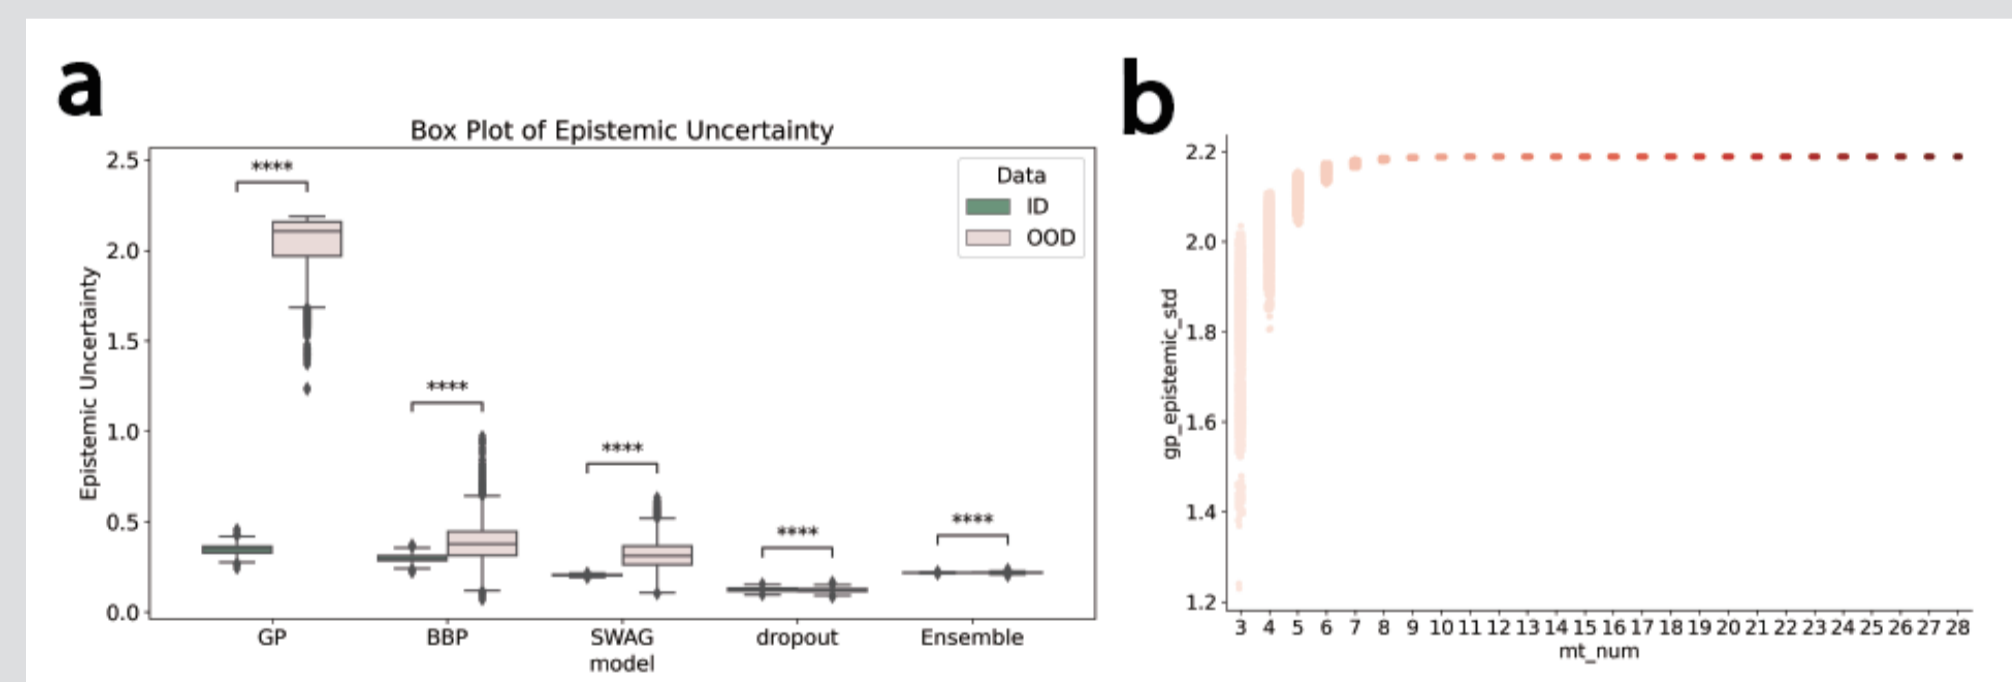 a
Box Plot of Epistemic Uncertainty
Epistemic Uncertainty
2.5
2.0
1.5
1.0
0.5
0.0
****
****
****
****
****
Data
ID
OOD
GP BBP SWAG dropout Ensemble
model
b
gp_epistemic_std
2.2
2.0
1.8
1.6
1.4
1.2
3 4 5 6 7 8 9 10 11 12 13 14 15 16 17 18 19 20 21 22 23 24 25 26 27 28
mt_num